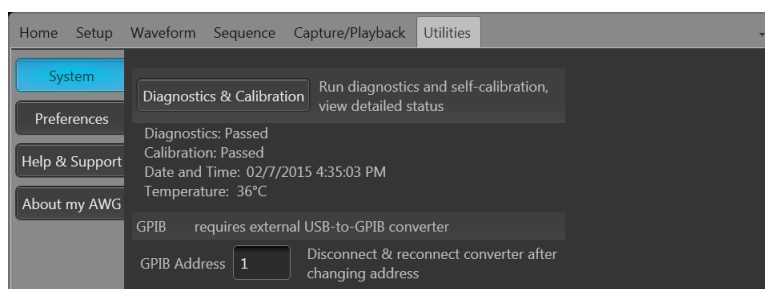 Home Setup Waveform Sequence Capture/Playback Utilities
System
Diagnostics & Calibration
Run diagnostics and self-calibration,
view detailed status
Preferences
Help & Support
About my AWG
Diagnostics: Passed
Calibration: Passed
Date and Time: 02/7/2015 4:35:03 PM
Temperature: 36°C
GPIB requires external USB-to-GPIB converter
GPIB Address 1
Disconnect & reconnect converter after
changing address